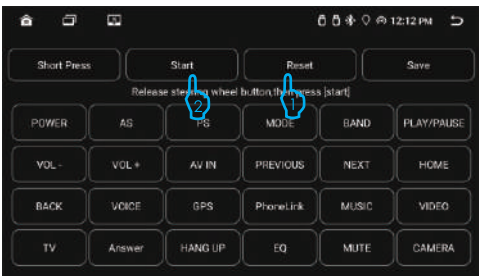 12:12 PM
Short Press Start Reset Save
Release steering wheel button, then press [start]
2 1
POWER AS PS MODE BAND PLAY/PAUSE
VOL - VOL + AV IN PREVIOUS NEXT HOME
BACK VOICE GPS PhoneLink MUSIC VIDEO
TV Answer HANG UP EQ MUTE CAMERA